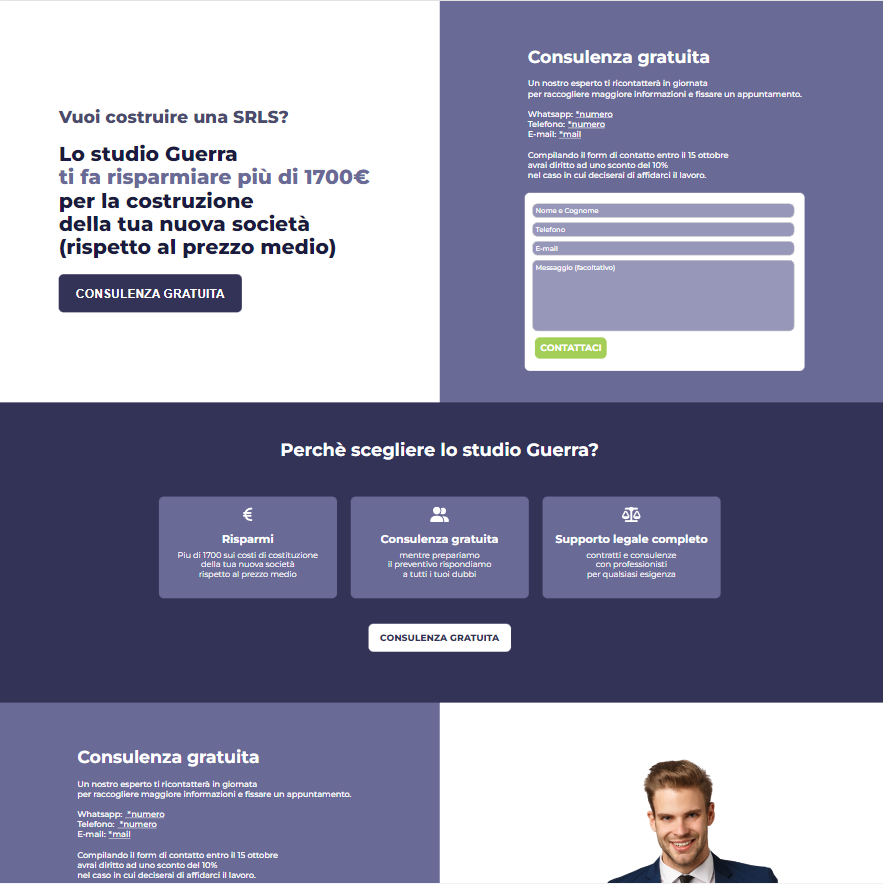 Vuoi costruire una SRLS?
Lo studio Guerra
ti fa risparmiare più di 1700€
per la costruzione
della tua nuova società
(rispetto al prezzo medio)
CONSULENZA GRATUITA
Consulenza gratuita
Un nostro esperto ti ricontatterà in giornata
per raccogliere maggiore informazioni e fissare un appuntamento.
Whatsapp: *numero
Telefono: *numero
E-mail: *mail
Compilando il form di contatto entro il 15 ottobre
avrai diritto ad uno sconto del 10%
nel caso in cui deciserai di affidarci il lavoro.
Nome e Cognome
Telefono
E-mail
Messaggio (facoltativo)
CONTATTACI
Perchè scegliere lo studio Guerra?
€
Risparmi
Piu di 1700 sui costi di costituzione
della tua nuova società
rispetto al prezzo medio
Consulenza gratuita
mentre prepariamo
il preventivo rispondiamo
a tutti i tuoi dubbi
Supporto legale completo
contratti e consulenze
con professionisti
per qualsiasi esigenza
CONSULENZA GRATUITA
Consulenza gratuita
Un nostro esperto ti ricontatterà in giornata
per raccogliere maggiore informazioni e fissare un appuntamento.
Whatsapp: *numero
Telefono: *numero
E-mail: *mail
Compilando il form di contatto entro il 15 ottobre
avrai diritto ad uno sconto del 10%
nel caso in cui deciserai di affidarci il lavoro.